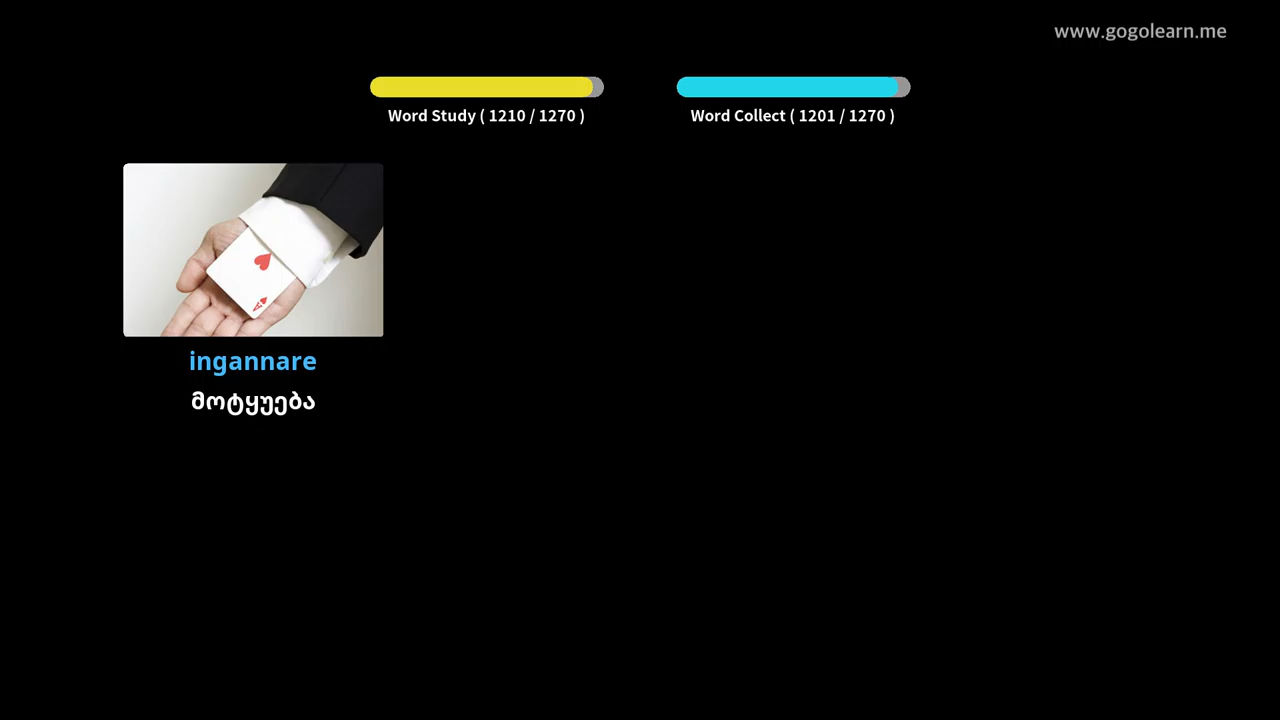 www.gogolearn.me
Word Study ( 1210 / 1270 )
Word Collect ( 1201 / 1270 )
A
ingannare
მოტყუება